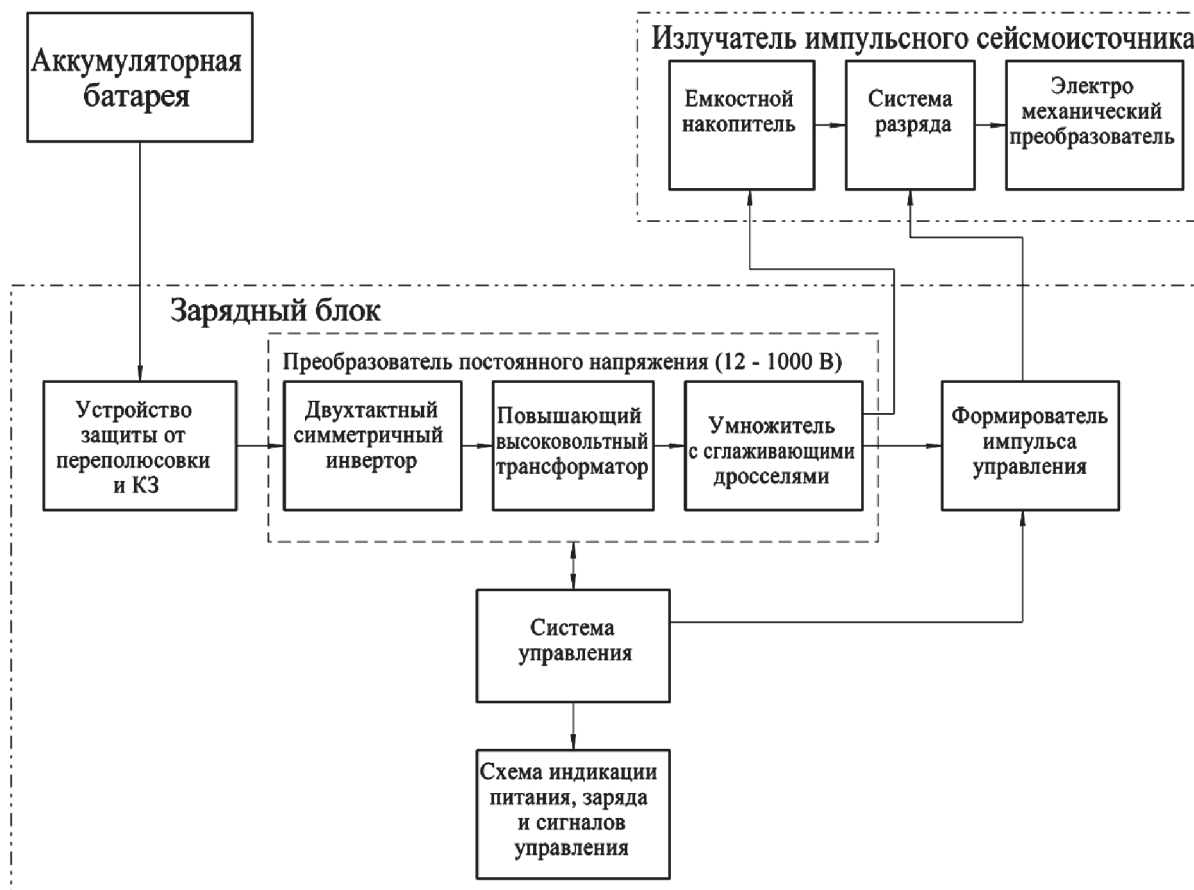 Аккумуляторная
батарея
Излучатель импульсного сейсмоисточника
Емкостной
накопитель
Система
разряда
Электро
механический
преобразователь
Зарядный блок
Преобразователь постоянного напряжения (12 - 1000 В)
Устройство
защиты от
переполюсовки
и КЗ
Двухтактный
симметричный
инвертор
Повышающий
высоковольтный
трансформатор
Умножитель
с сглаживающими
дросселями
Формирователь
импульса
управления
Система
управления
Схема индикации
питания, заряда
и сигналов
управления